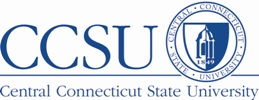 CCSU
CENTRAL CONNECTICUT
STATE UNIVERSITY
1849
Central Connecticut State University